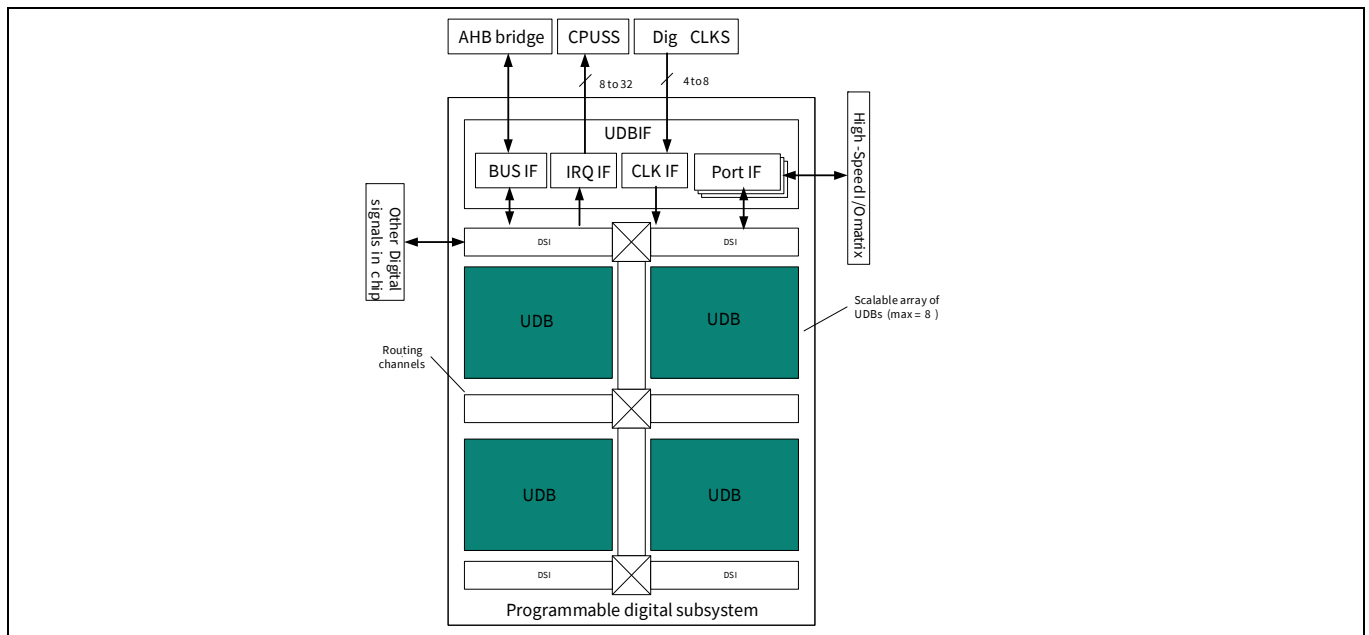 AHB bridge
CPUSS
Dig CLKS
8 to 32
4 to 8
UDBIF
BUS IF
IRQ IF
CLK IF
Port IF
High -Speed I /O matrix
Other Digital
signals in chip
DSI
DSI
UDB
UDB
Scalable array of
UDBs (max = 8 )
Routing
channels
UDB
UDB
DSI
DSI
Programmable digital subsystem